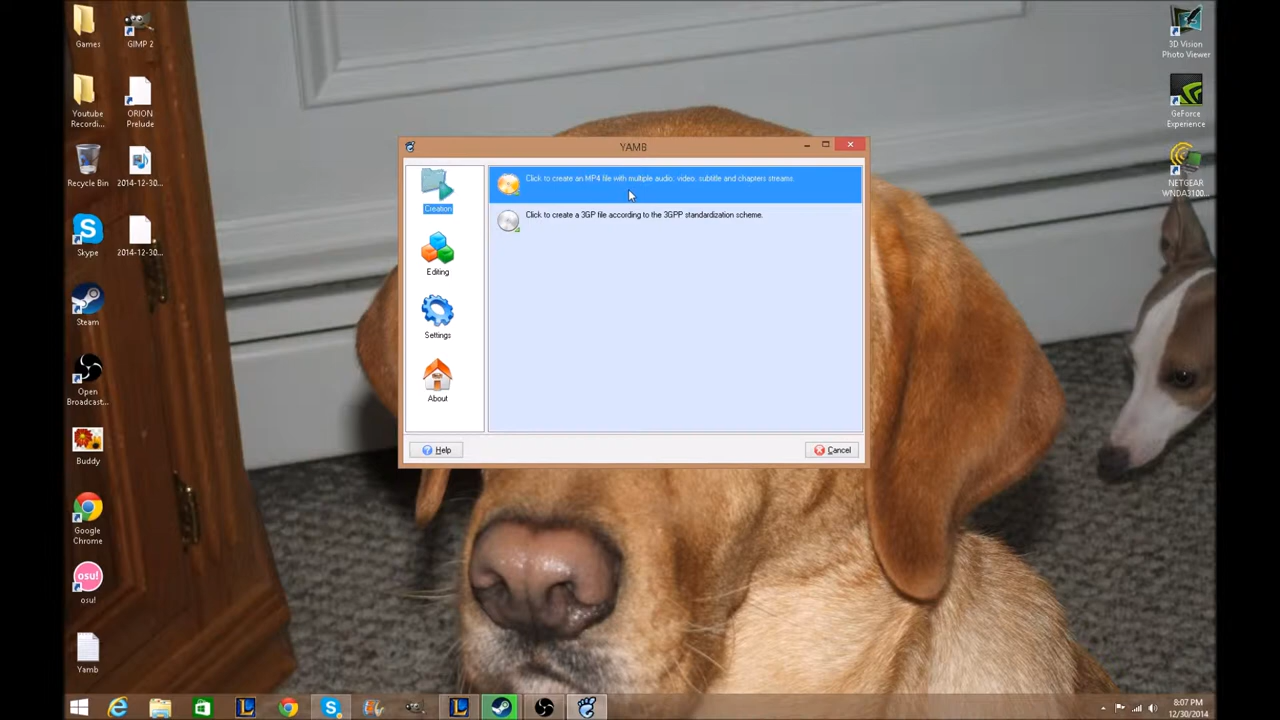 Games
GIMP 2
Youtube
Recordi...
ORION
Prelude
Recycle Bin
2014-12-30...
Skype
2014-12-30...
Steam
Open
Broadcast...
Buddy
Google
Chrome
osu!
osu!
Yamb
YAMB
Creation
Editing
Settings
About
Click to create an MP4 file with multiple audio, video, subtitle and chapters streams.
Click to create a 3GP file according to the 3GPP standardization scheme.
Help
Cancel
3D Vision
Photo Viewer
GeForce
Experience
NETGEAR
WNDA3100...
8:07 PM
12/30/2014